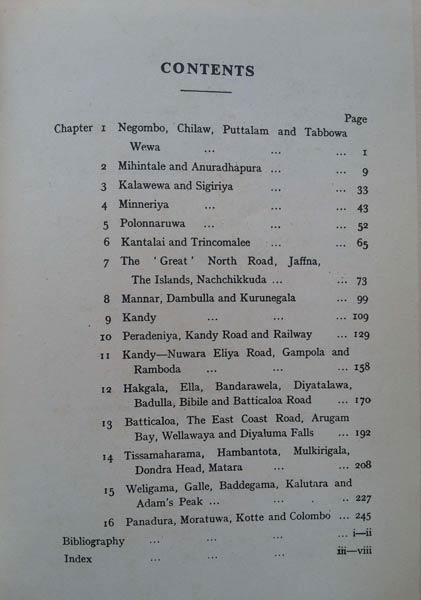 CONTENTS
Page
Chapter 1 Negombo, Chilaw, Puttalam and Tabbowa
Wewa ... ... ... 1
2 Mihintale and Anuradhapura ... ... 9
3 Kalawewa and Sigiriya ... ... 33
4 Minneriya ... ... ... 43
5 Polonnaruwa ... ... ... 52
6 Kantalai and Trincomalee ... ... 65
7 The 'Great' North Road, Jaffna,
The Islands, Nachchikkuda ... ... 73
8 Mannar, Dambulla and Kurunegala ... 99
9 Kandy ... ... ... 109
10 Peradeniya, Kandy Road and Railway ... 129
11 Kandy—Nuwara Eliya Road, Gampola and
Ramboda ... ... ... 158
12 Hakgala, Ella, Bandarawela, Diyatalawa,
Badulla, Bibile and Batticaloa Road ... 170
13 Batticaloa, The East Coast Road, Arugam
Bay, Wellawaya and Diyaluma Falls ... 192
14 Tissamaharama, Hambantota, Mulkirigala,
Dondra Head, Matara ... ... 208
15 Weligama, Galle, Baddegama, Kalutara and
Adam's Peak ... ... . .. 227
16 Panadura, Moratuwa, Kotte and Colombo ... 245
Bibliography ... ... ... i—ii
Index ... ... ... iii—viii